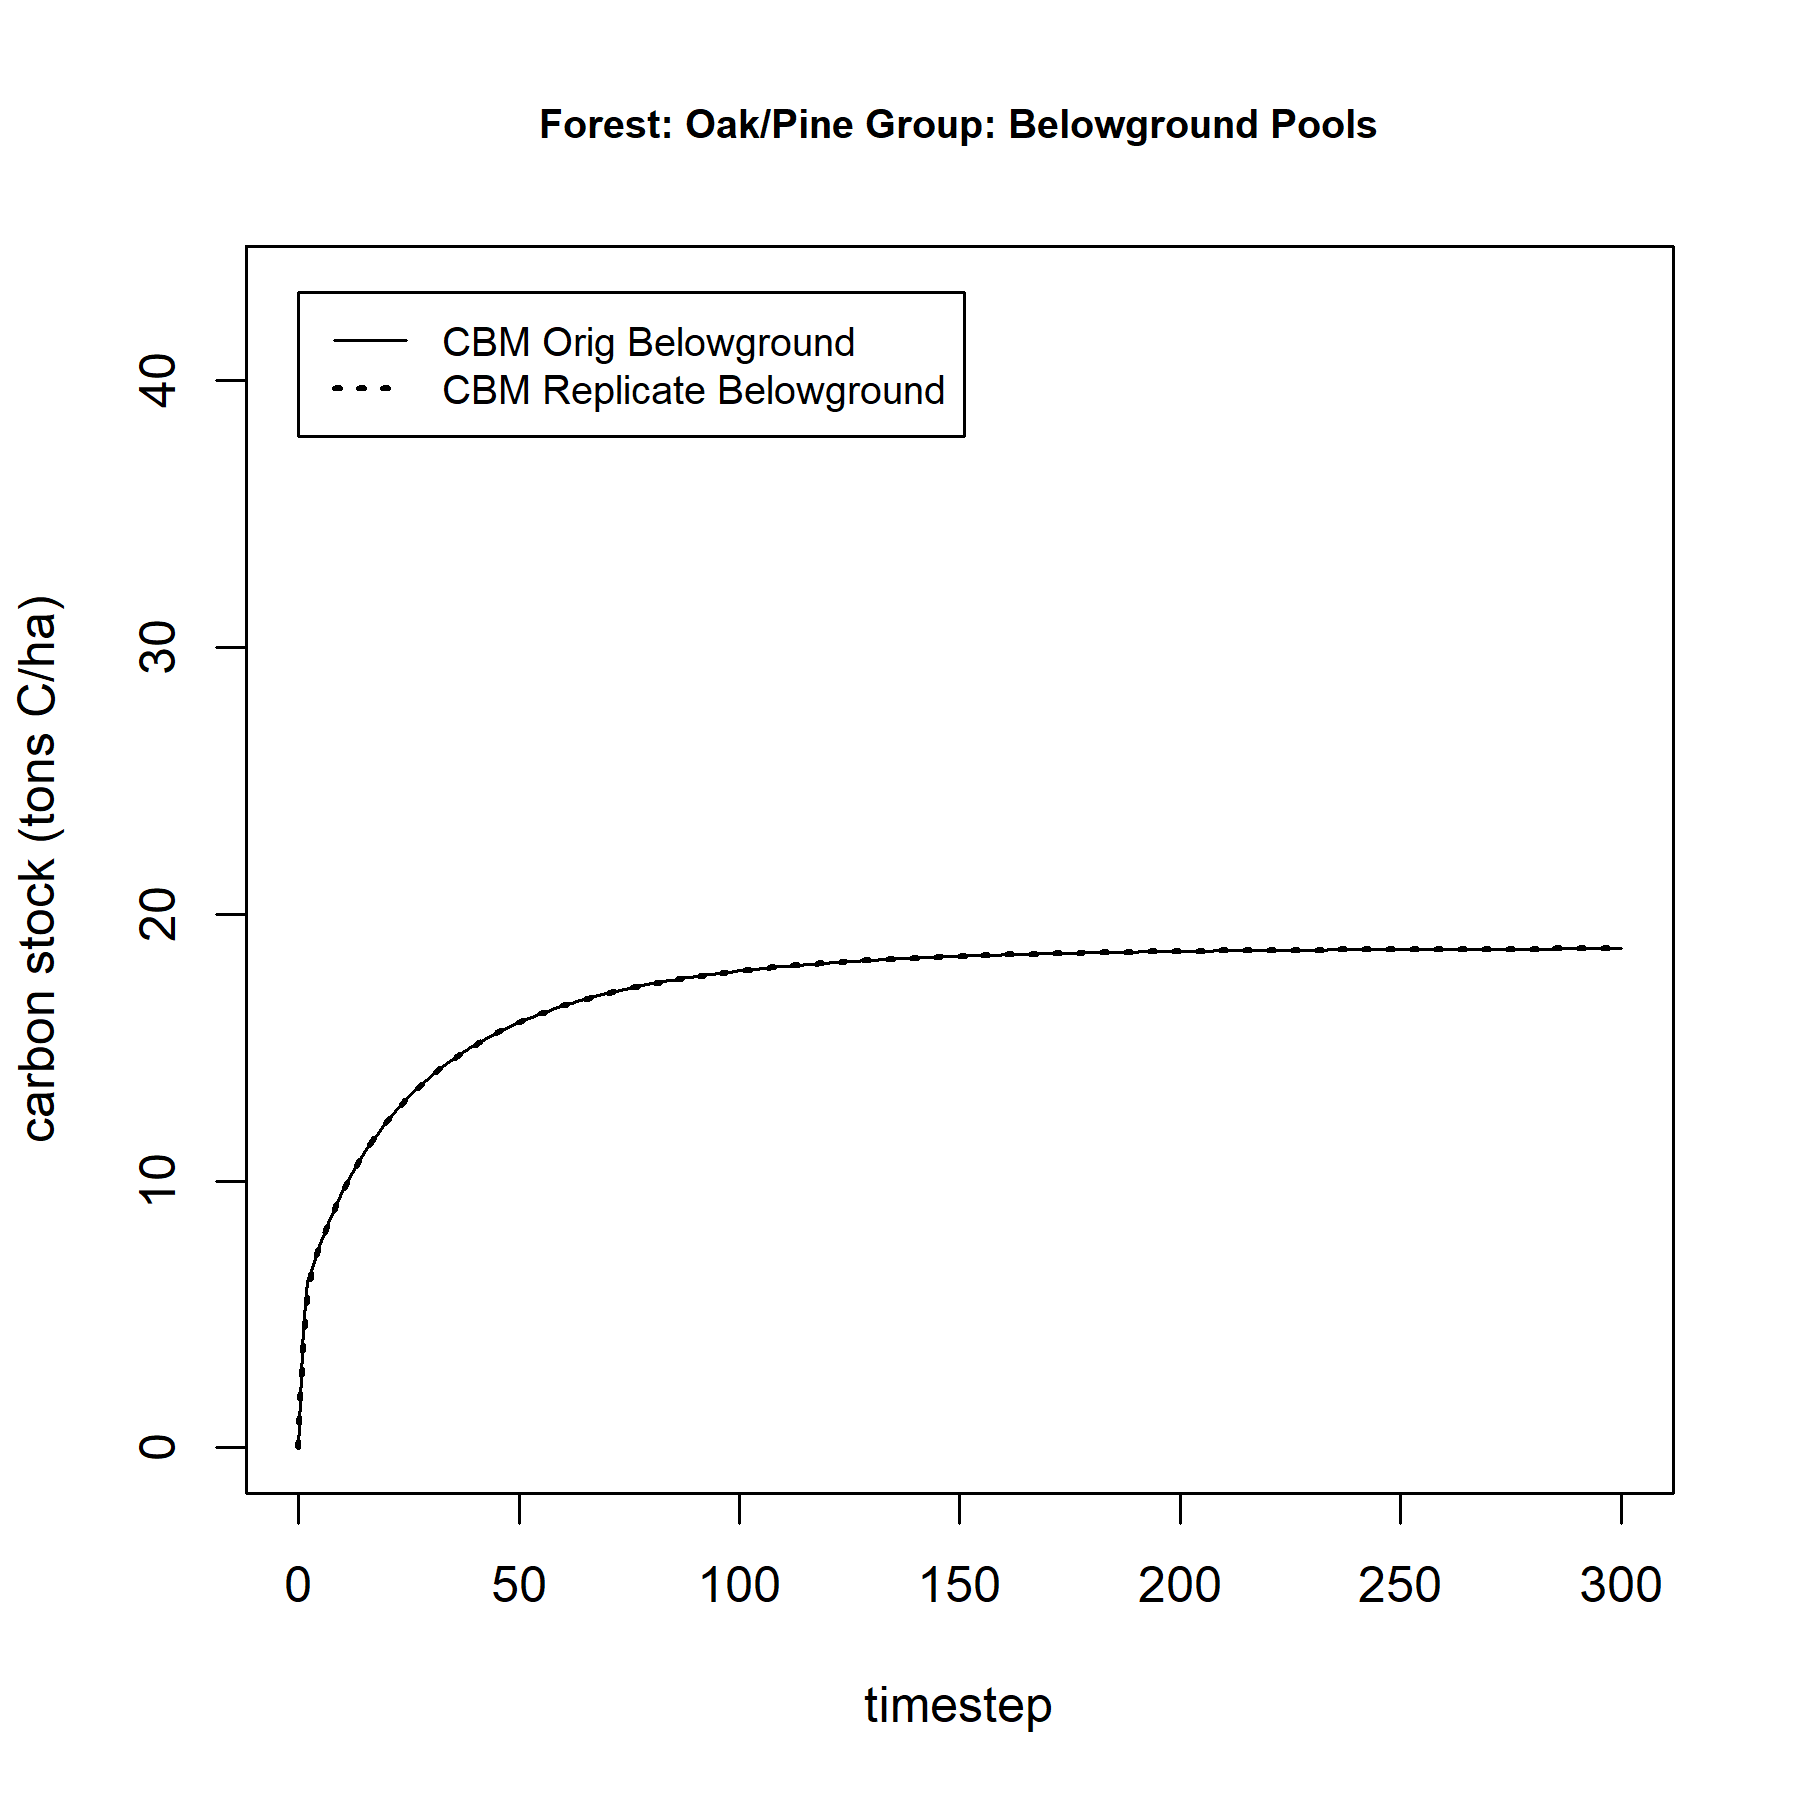 Forest: Oak/Pine Group: Belowground Pools
CBM Orig Belowground
CBM Replicate Belowground
carbon stock (tons C/ha)
40
30
20
10
0
0 50 100 150 200 250 300
timestep